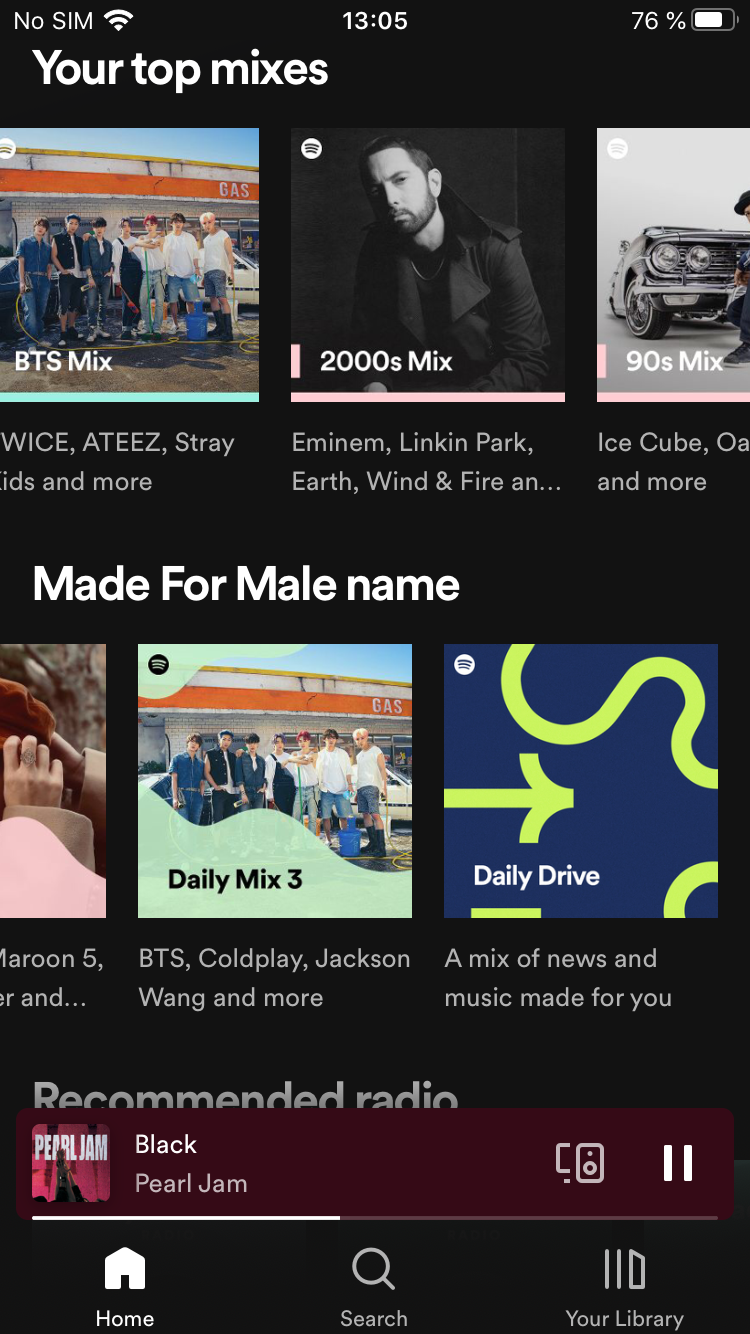 No SIM 13:05 76 %
Your top mixes
GAS
BTS Mix
2000s Mix
90s Mix
WICE, ATEEZ, Stray
ids and more
Eminem, Linkin Park,
Earth, Wind & Fire an...
Ice Cube, Oa
and more
Made For Male name
GAS
Daily Mix 3
Daily Drive
Maroon 5,
er and...
BTS, Coldplay, Jackson
Wang and more
A mix of news and
music made for you
Recommended radio
PEARL JAM
Black
Pearl Jam
Home
Search
Your Library